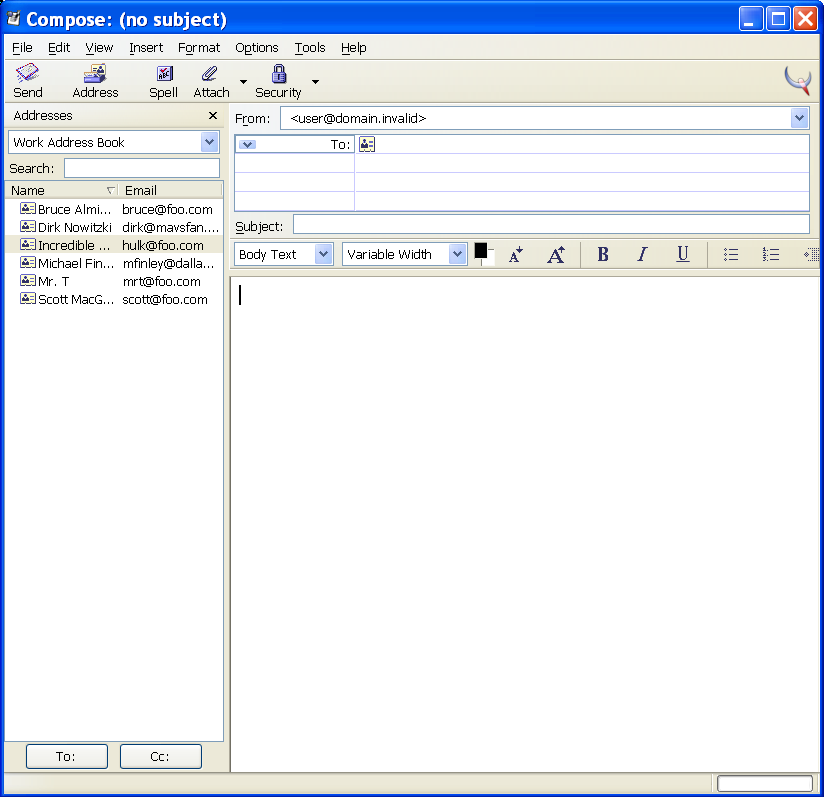 Compose: (no subject)
File Edit View Insert Format Options Tools Help
Send Address Spell Attach Security
Addresses
Work Address Book
Search:
Name Email
Bruce Almi... bruce@foo.com
Dirk Nowitzki dirk@mavsfan....
Incredible ... hulk@foo.com
Michael Fin... mfinley@dalla...
Mr. T mrt@foo.com
Scott MacG... scott@foo.com
To: Cc:
From: <user@domain.invalid>
To:
Subject:
Body Text Variable Width A A B I U